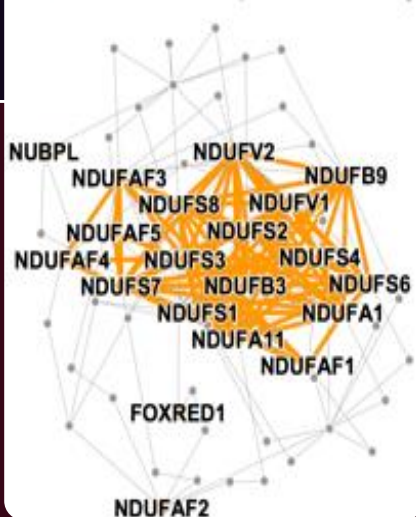 NUBPL
NDUFV2
NDUFAF3
NDUFB9
NDUFS8
NDUFV1
NDUFAF5
NDUFS2
NDUFAF4
NDUFS3
NDUFS4
NDUFS7
NDUFB3
NDUFS6
NDUFS1
NDUFA1
NDUFA11
NDUFAF1
FOXRED1
NDUFAF2